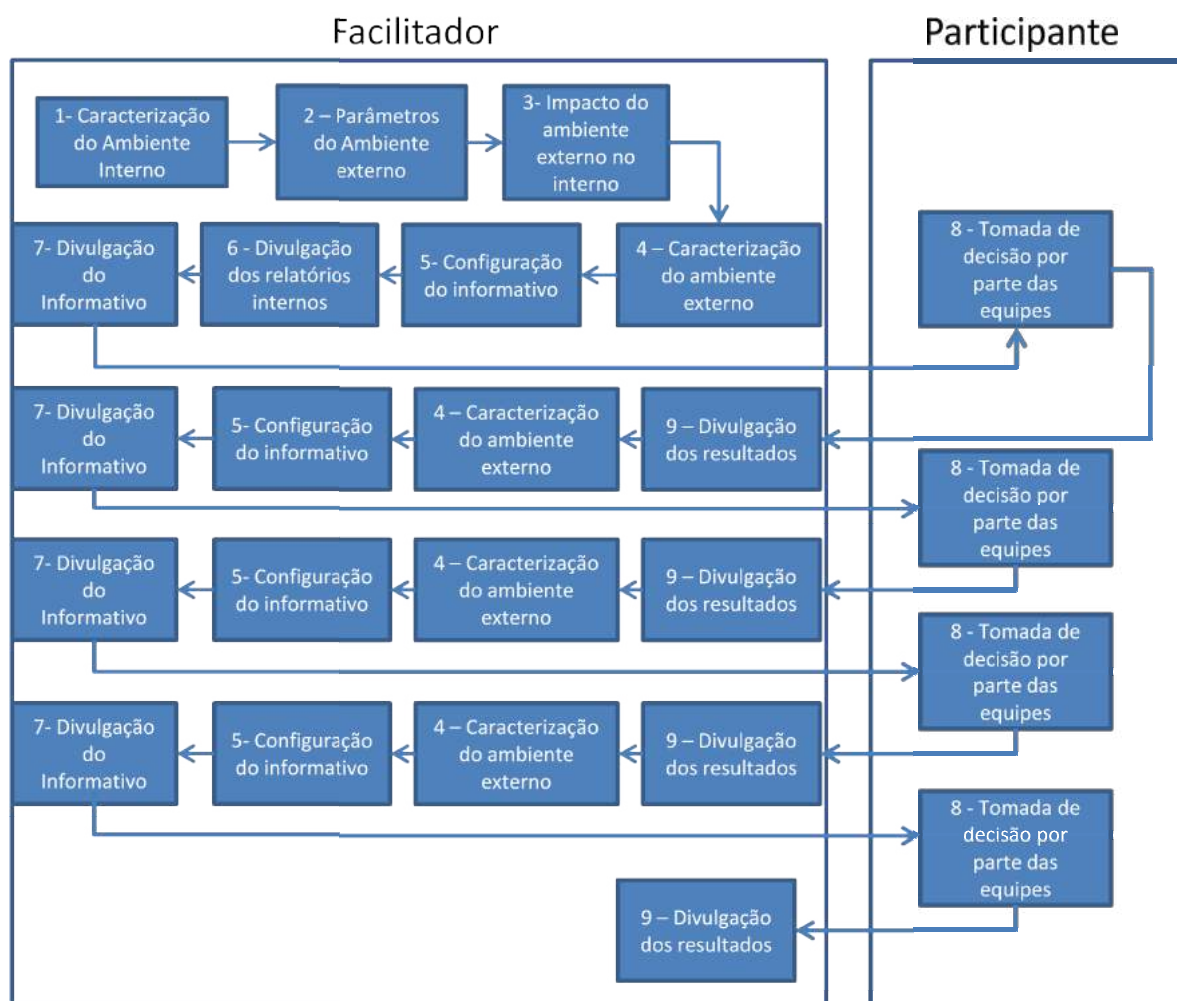 Facilitador
Participante
1- Caracterização
do Ambiente
Interno
2 – Parâmetros
do Ambiente
externo
3- Impacto do
ambiente
externo no
interno
7- Divulgação
do
Informativo
6 - Divulgação
dos relatórios
internos
5- Configuração
do informativo
4 – Caracterização
do ambiente
externo
8 - Tomada de
decisão por
parte das
equipes
7- Divulgação
do
Informativo
5- Configuração
do informativo
4 – Caracterização
do ambiente
externo
9 – Divulgação
dos resultados
8 - Tomada de
decisão por
parte das
equipes
7- Divulgação
do
Informativo
5- Configuração
do informativo
4 – Caracterização
do ambiente
externo
9 – Divulgação
dos resultados
8 - Tomada de
decisão por
parte das
equipes
7- Divulgação
do
Informativo
5- Configuração
do informativo
4 – Caracterização
do ambiente
externo
9 – Divulgação
dos resultados
8 - Tomada de
decisão por
parte das
equipes
9 – Divulgação
dos resultados